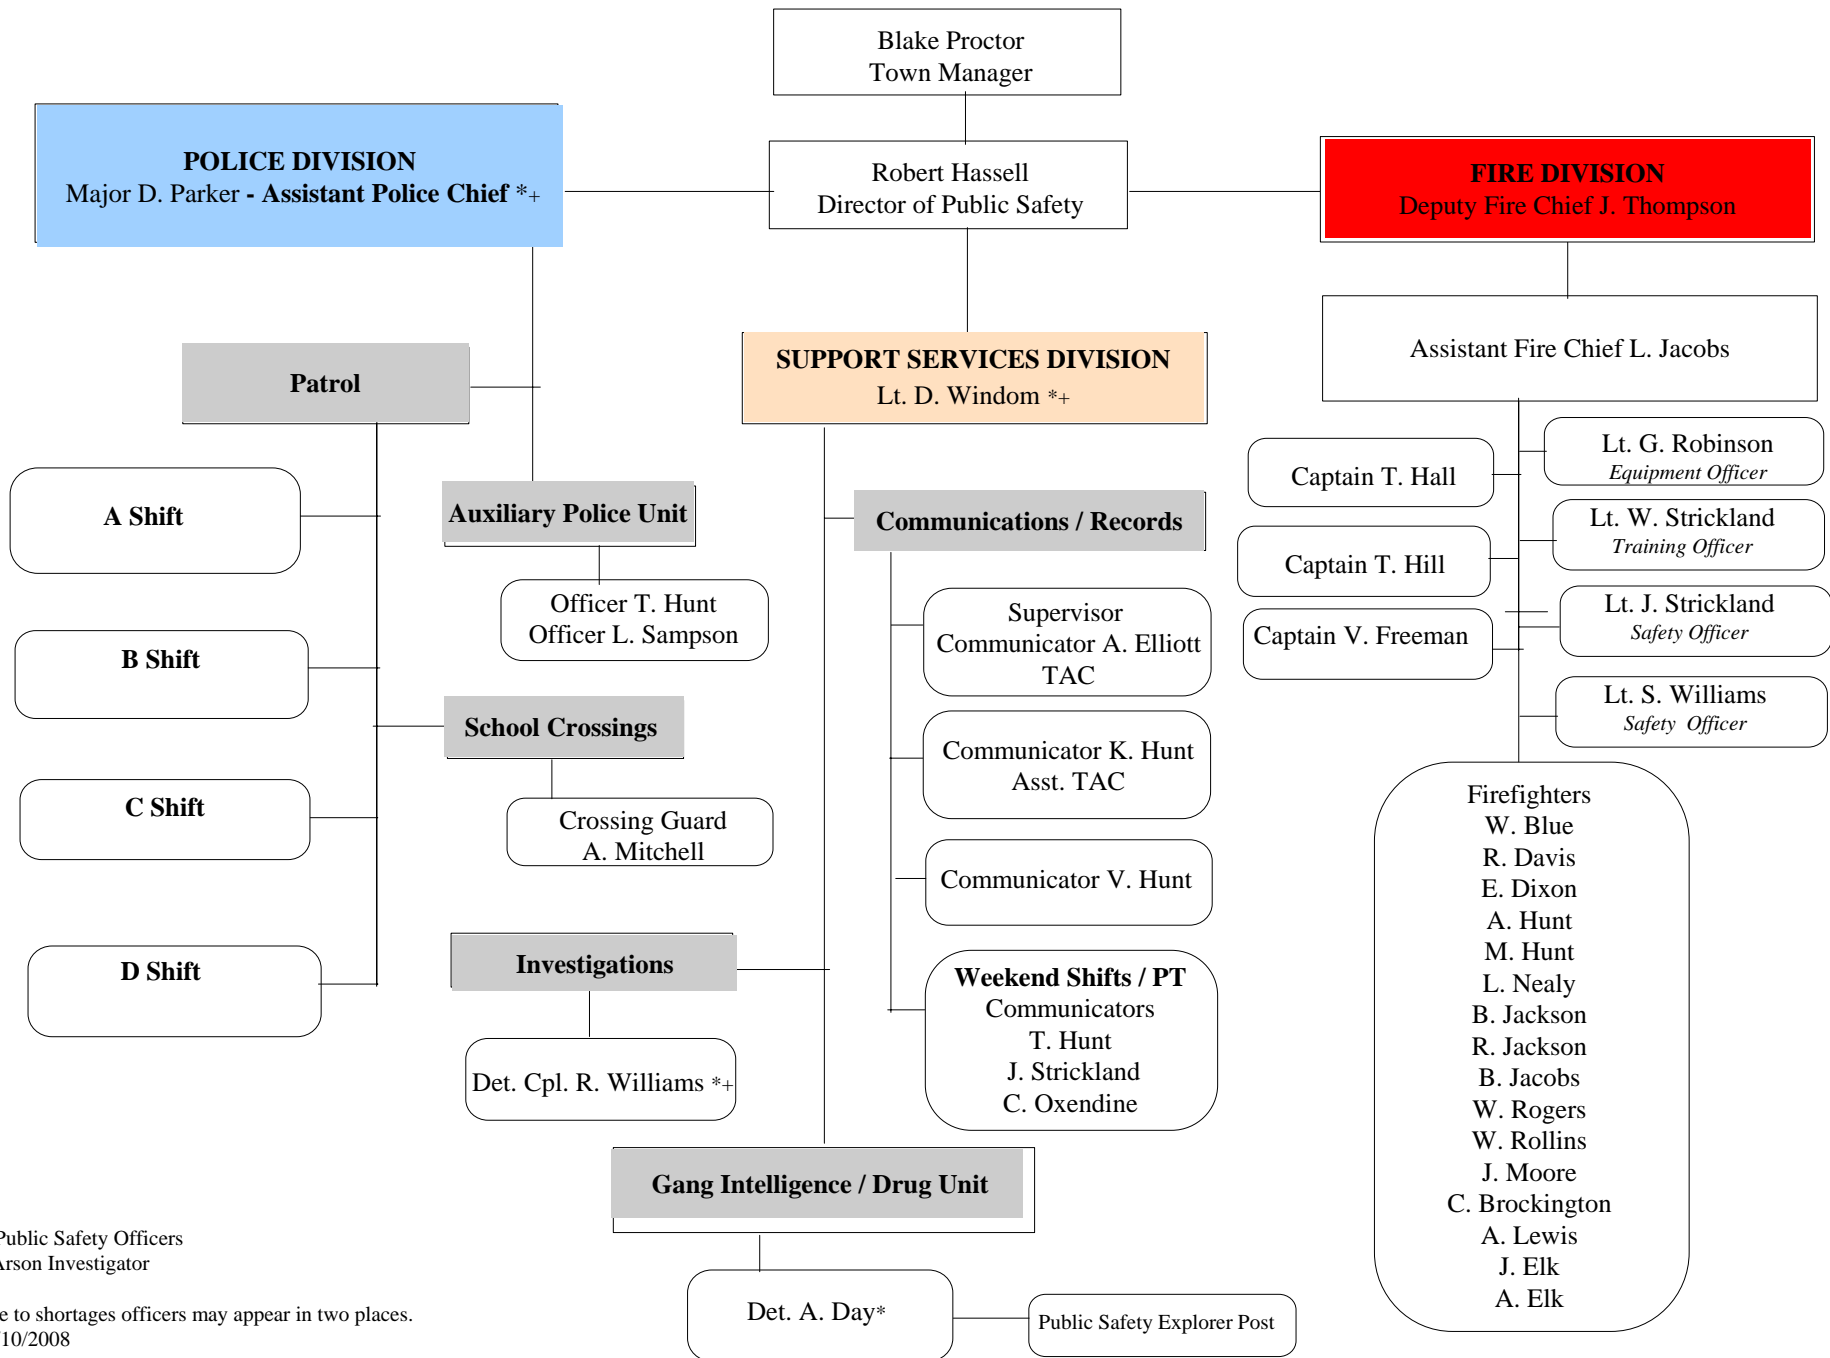 Blake Proctor
Town Manager
POLICE DIVISION
Major D. Parker - Assistant Police Chief *+
Robert Hassell
Director of Public Safety
FIRE DIVISION
Deputy Fire Chief J. Thompson
Patrol
A Shift
B Shift
C Shift
D Shift
Auxiliary Police Unit
Officer T. Hunt
Officer L. Sampson
School Crossings
Crossing Guard
A. Mitchell
SUPPORT SERVICES DIVISION
Lt. D. Windom *+
Communications / Records
Supervisor
Communicator A. Elliott
TAC
Communicator K. Hunt
Asst. TAC
Communicator V. Hunt
Weekend Shifts / PT
Communicators
T. Hunt
J. Strickland
C. Oxendine
Investigations
Det. Cpl. R. Williams *+
Gang Intelligence / Drug Unit
Det. A. Day*
Public Safety Explorer Post
Assistant Fire Chief L. Jacobs
Captain T. Hall
Captain T. Hill
Captain V. Freeman
Lt. G. Robinson
Equipment Officer
Lt. W. Strickland
Training Officer
Lt. J. Strickland
Safety Officer
Lt. S. Williams
Safety Officer
Firefighters
W. Blue
R. Davis
E. Dixon
A. Hunt
M. Hunt
L. Nealy
B. Jackson
R. Jackson
B. Jacobs
W. Rogers
W. Rollins
J. Moore
C. Brockington
A. Lewis
J. Elk
A. Elk
Public Safety Officers
Arson Investigator
e to shortages officers may appear in two places.
10/2008